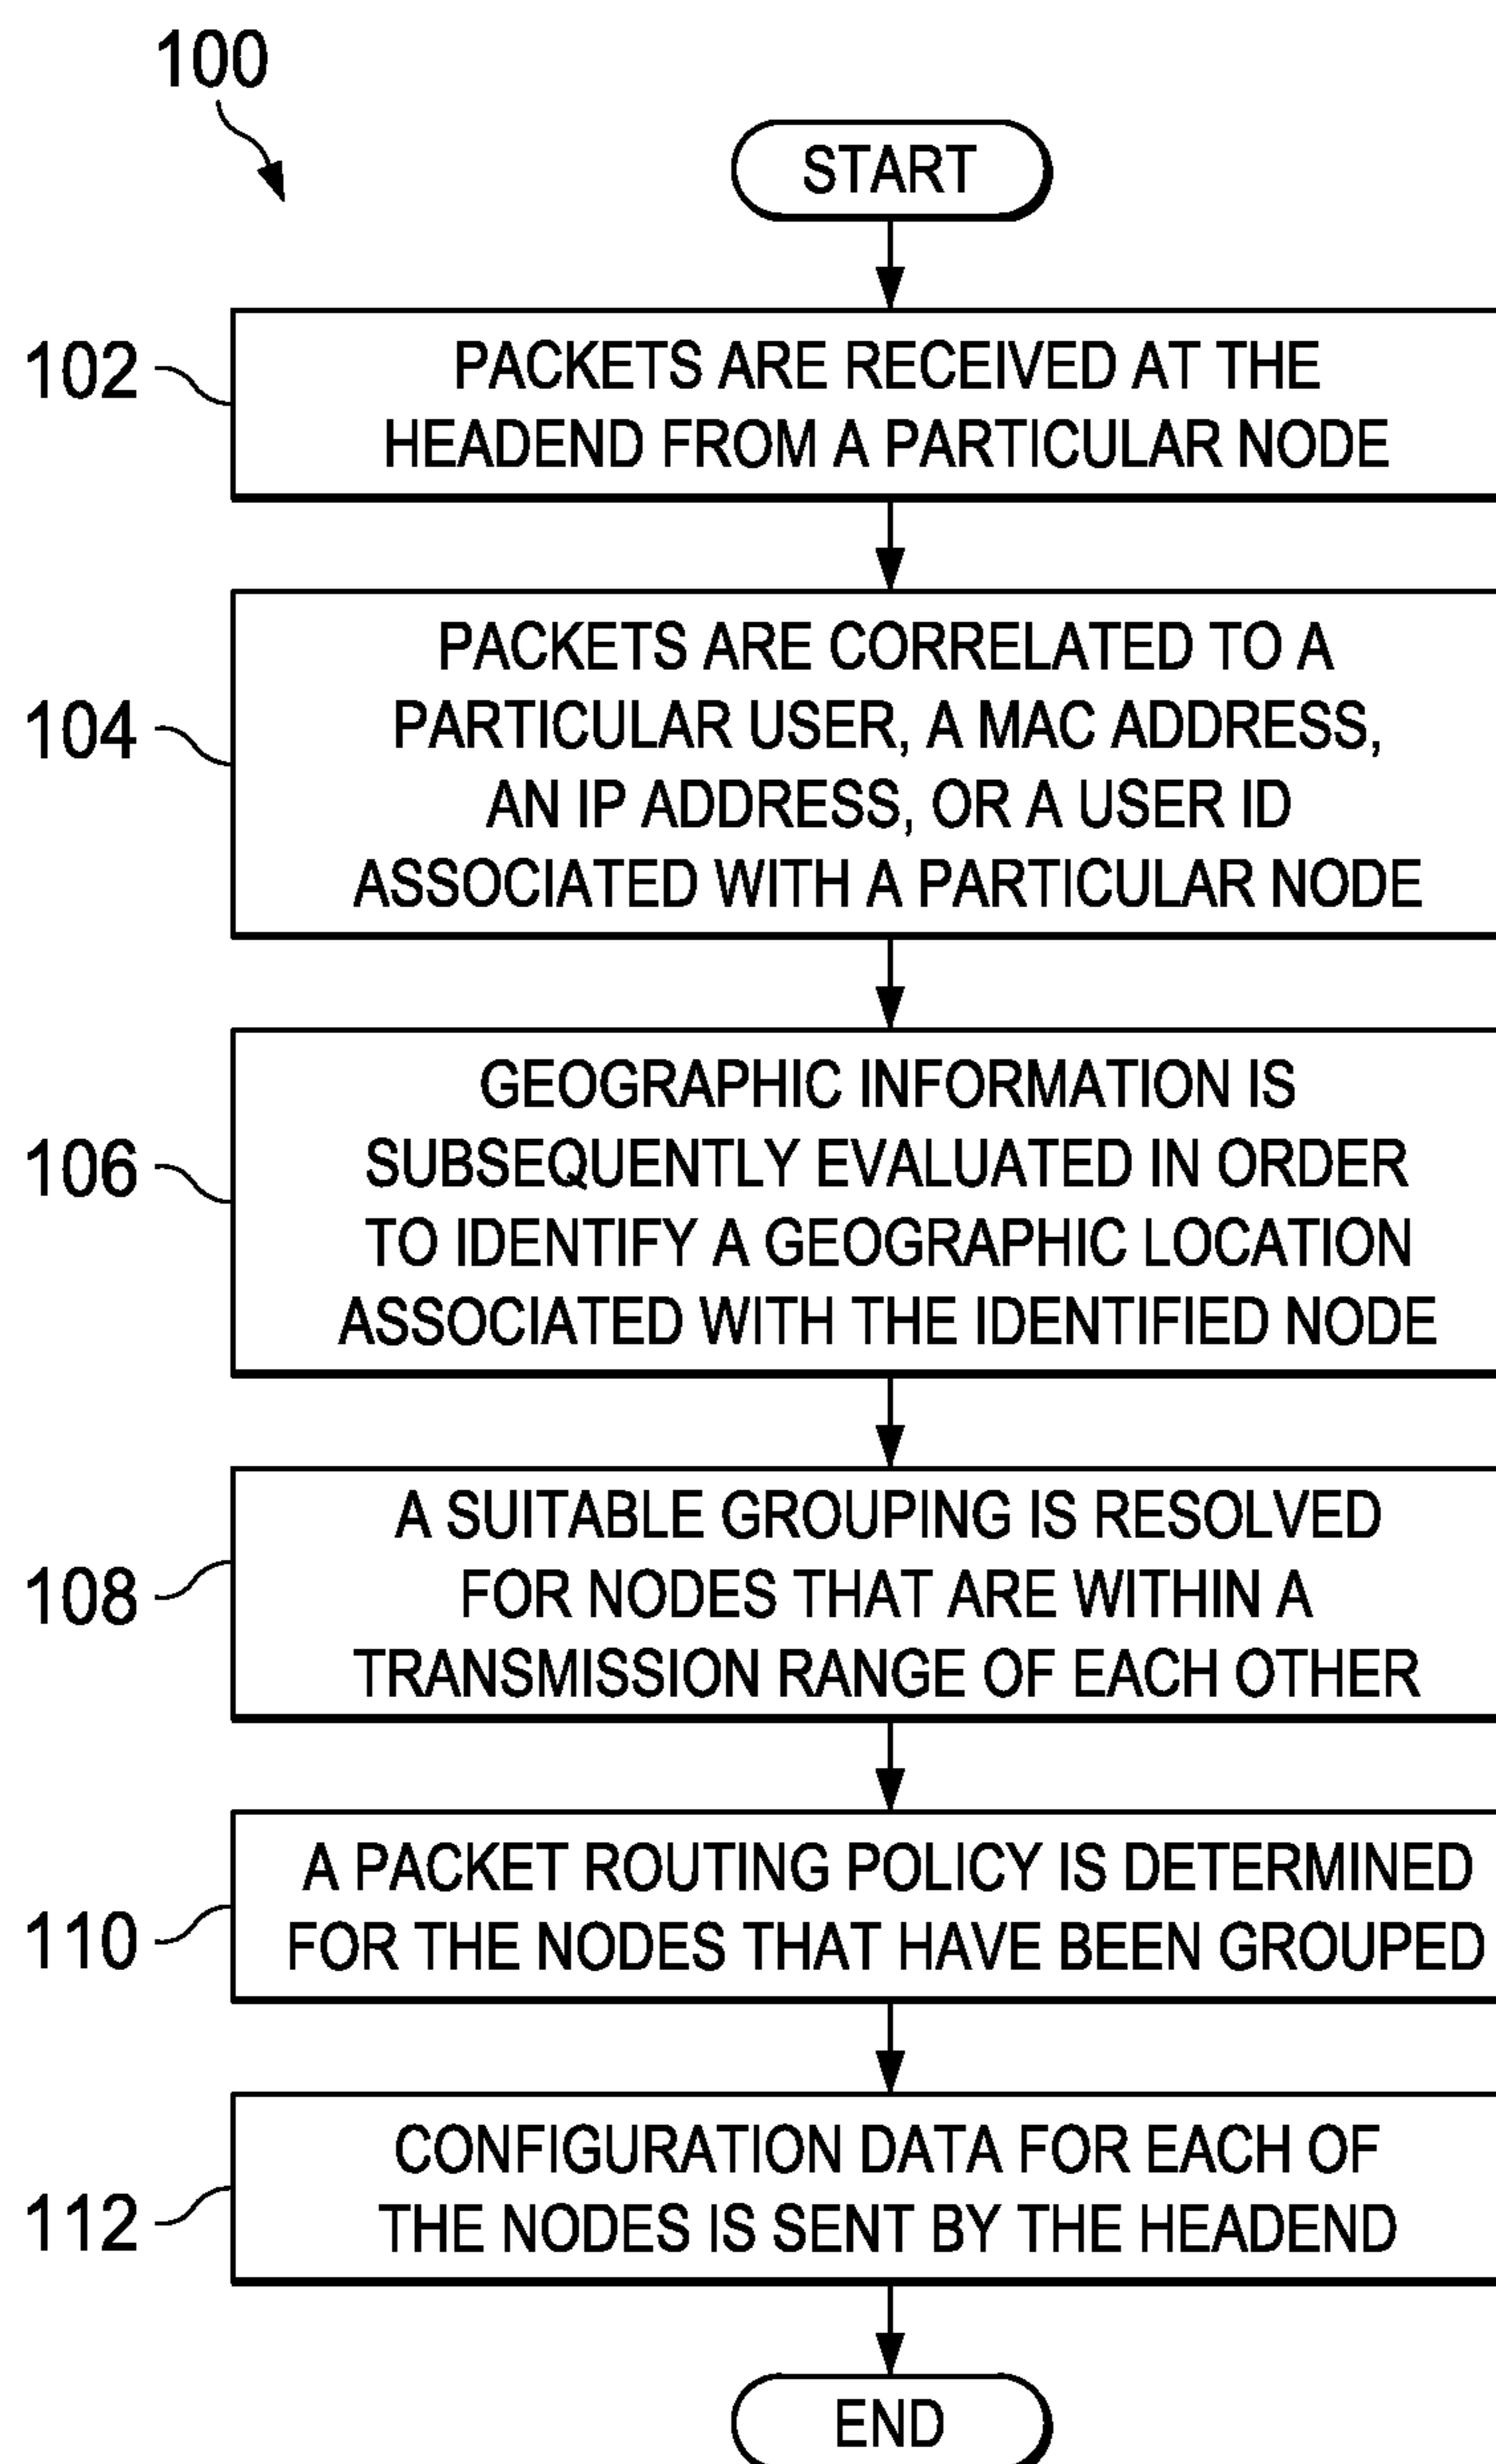 100
START
102
PACKETS ARE RECEIVED AT THE
HEADEND FROM A PARTICULAR NODE
104
PACKETS ARE CORRELATED TO A
PARTICULAR USER, A MAC ADDRESS,
AN IP ADDRESS, OR A USER ID
ASSOCIATED WITH A PARTICULAR NODE
106
GEOGRAPHIC INFORMATION IS
SUBSEQUENTLY EVALUATED IN ORDER
TO IDENTIFY A GEOGRAPHIC LOCATION
ASSOCIATED WITH THE IDENTIFIED NODE
108
A SUITABLE GROUPING IS RESOLVED
FOR NODES THAT ARE WITHIN A
TRANSMISSION RANGE OF EACH OTHER
110
A PACKET ROUTING POLICY IS DETERMINED
FOR THE NODES THAT HAVE BEEN GROUPED
112
CONFIGURATION DATA FOR EACH OF
THE NODES IS SENT BY THE HEADEND
END